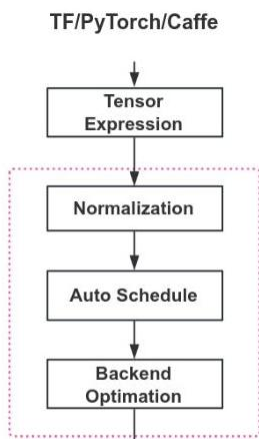 TF/PyTorch/Caffe
Tensor
Expression
Normalization
Auto Schedule
Backend
Optimation